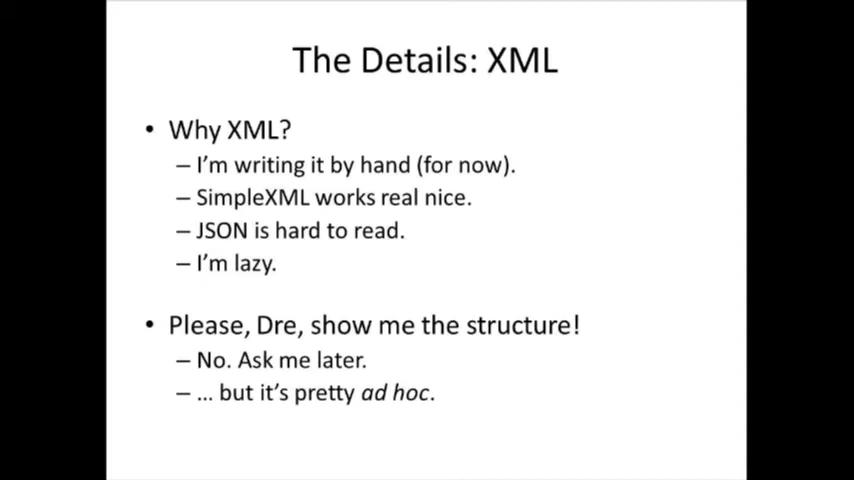 The Details: XML
• Why XML?
– I'm writing it by hand (for now).
– SimpleXML works real nice.
– JSON is hard to read.
– I'm lazy.
• Please, Dre, show me the structure!
– No. Ask me later.
– … but it's pretty ad hoc.